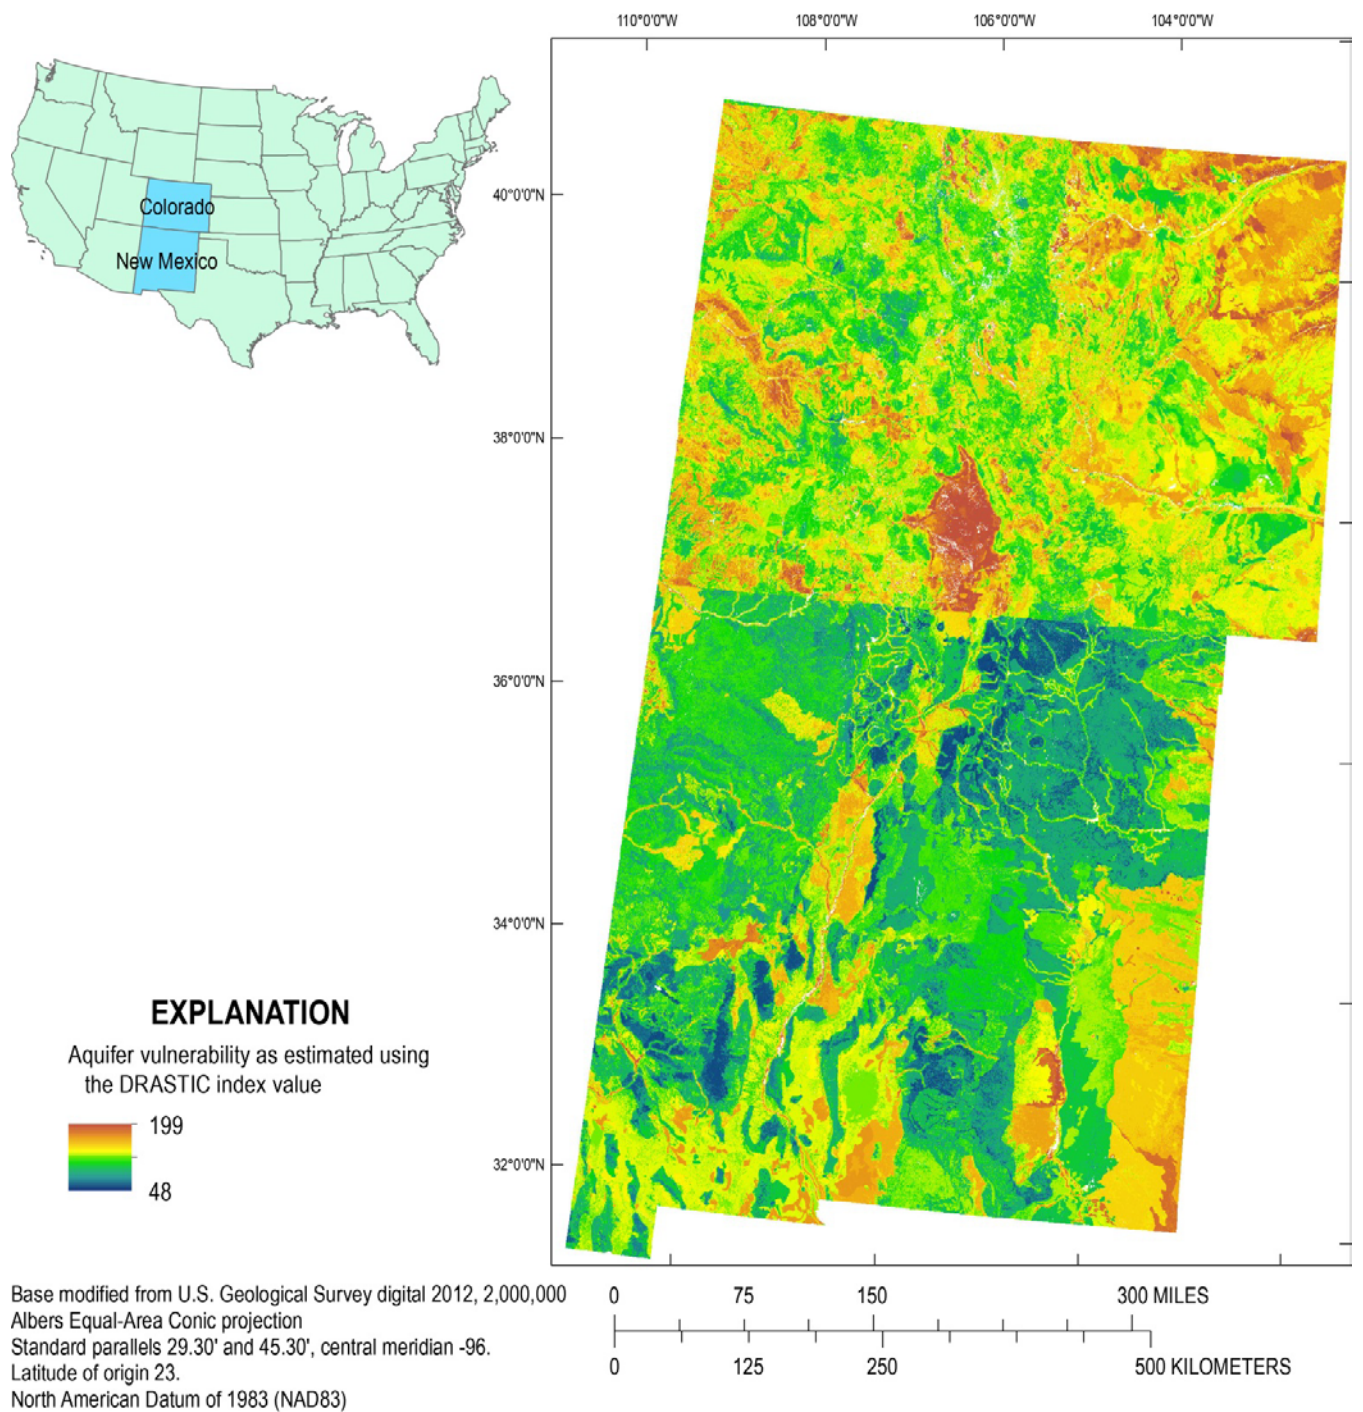 110°0'0"W 108°0'0"W 106°0'0"W 104°0'0"W
Colorado
New Mexico
40°0'0"N
38°0'0"N
36°0'0"N
34°0'0"N
32°0'0"N
EXPLANATION
Aquifer vulnerability as estimated using
the DRASTIC index value
199
48
Base modified from U.S. Geological Survey digital 2012, 2,000,000
Albers Equal-Area Conic projection
Standard parallels 29.30' and 45.30', central meridian -96.
Latitude of origin 23.
North American Datum of 1983 (NAD83)
0 75 150 300 MILES
0 125 250 500 KILOMETERS